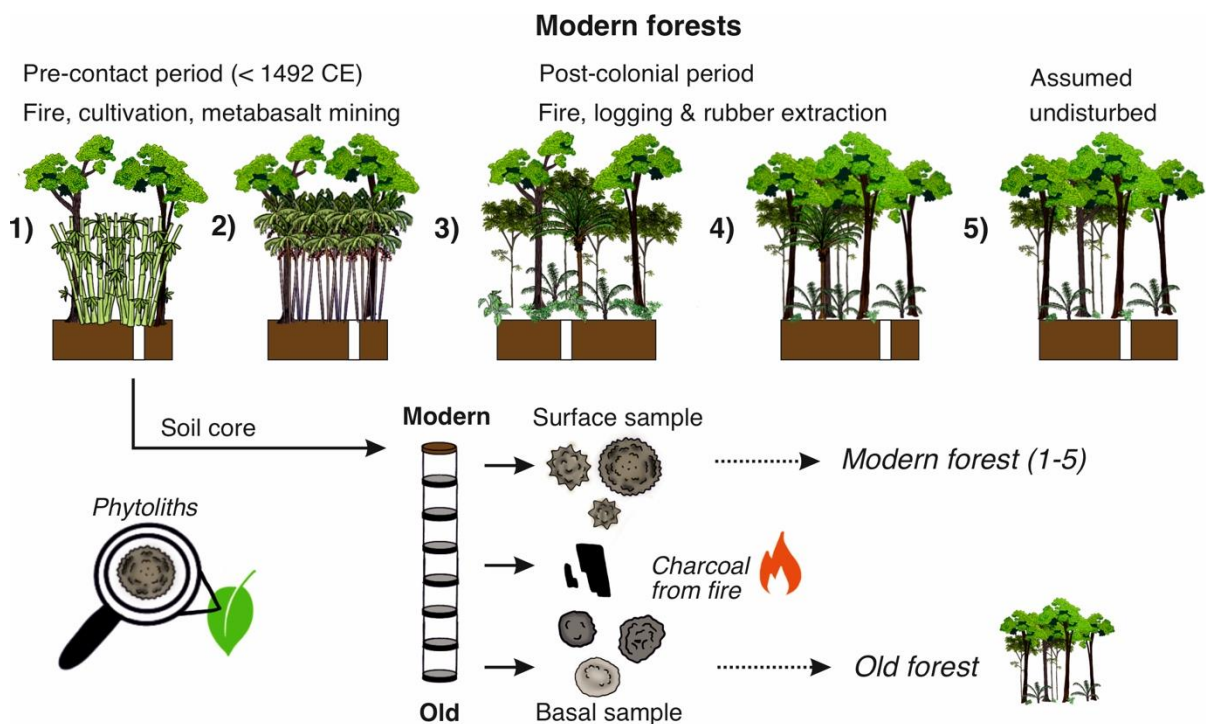 Modern forests
Pre-contact period (< 1492 CE)
Fire, cultivation, metabasalt mining
Post-colonial period
Fire, logging & rubber extraction
Assumed
undisturbed
1)
2)
3)
4)
5)
Soil core
Modern
Surface sample
Modern forest (1-5)
Phytoliths
Charcoal
from fire
Old forest
Old
Basal sample